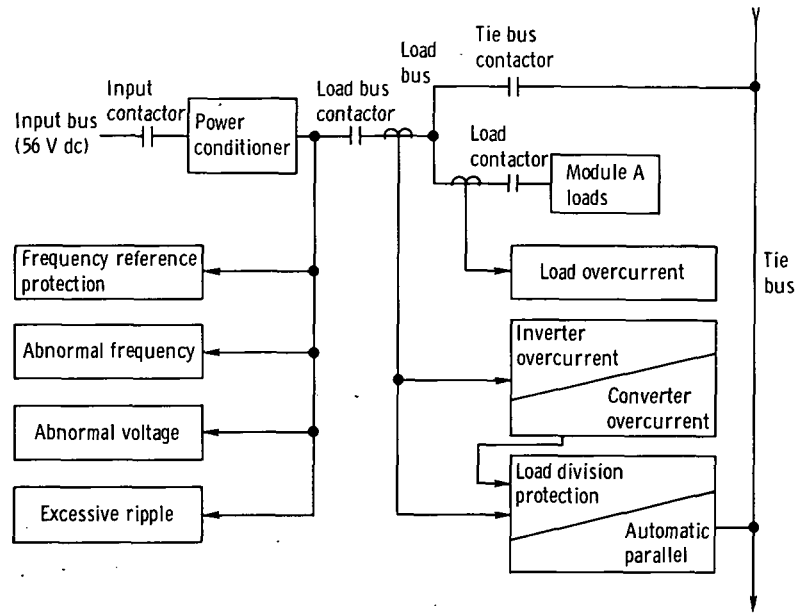 Input bus
(56 V dc)
Input
contactor
Power
conditioner
Load bus
contactor
Load
bus
Tie bus
contactor
Load
contactor
Module A
loads
Frequency reference
protection
Load overcurrent
Tie
bus
Abnormal frequency
Inverter
overcurrent
Converter
overcurrent
Abnormal voltage
Load division
protection
Excessive ripple
Automatic
parallel